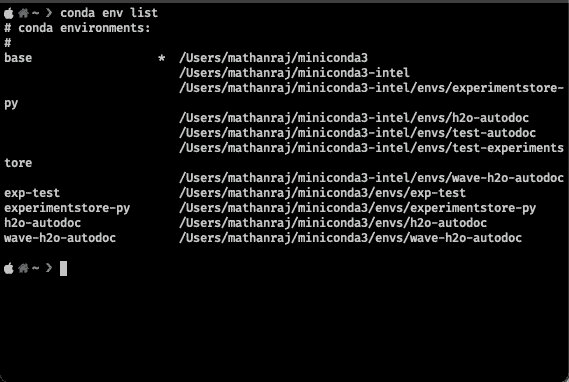 ~ > conda env list
# conda environments:
#
base * /Users/mathanraj/miniconda3
/Users/mathanraj/miniconda3-intel
/Users/mathanraj/miniconda3-intel/envs/experimentstore-
py
/Users/mathanraj/miniconda3-intel/envs/h2o-autodoc
/Users/mathanraj/miniconda3-intel/envs/test-autodoc
/Users/mathanraj/miniconda3-intel/envs/test-experiments
tore
/Users/mathanraj/miniconda3-intel/envs/wave-h2o-autodoc
exp-test /Users/mathanraj/miniconda3/envs/exp-test
experimentstore-py /Users/mathanraj/miniconda3/envs/experimentstore-py
h2o-autodoc /Users/mathanraj/miniconda3/envs/h2o-autodoc
wave-h2o-autodoc /Users/mathanraj/miniconda3/envs/wave-h2o-autodoc
~ >